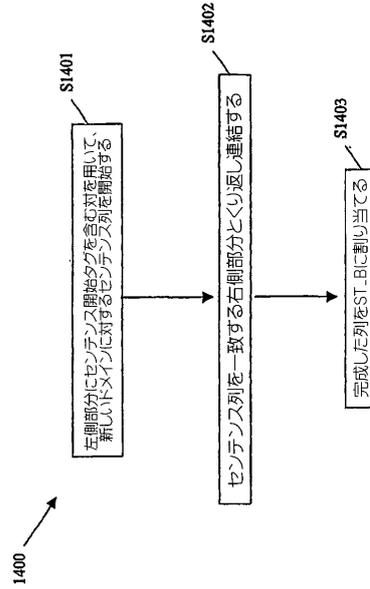 1400
S1401
左側部分にセンテンス開始タグを含む対を用いて、
新しいドメインに対するセンテンス列を開始する
S1402
センテンス列を一致する右側部分とくり返し連結する
S1403
完成した列をST_Bに割り当てる